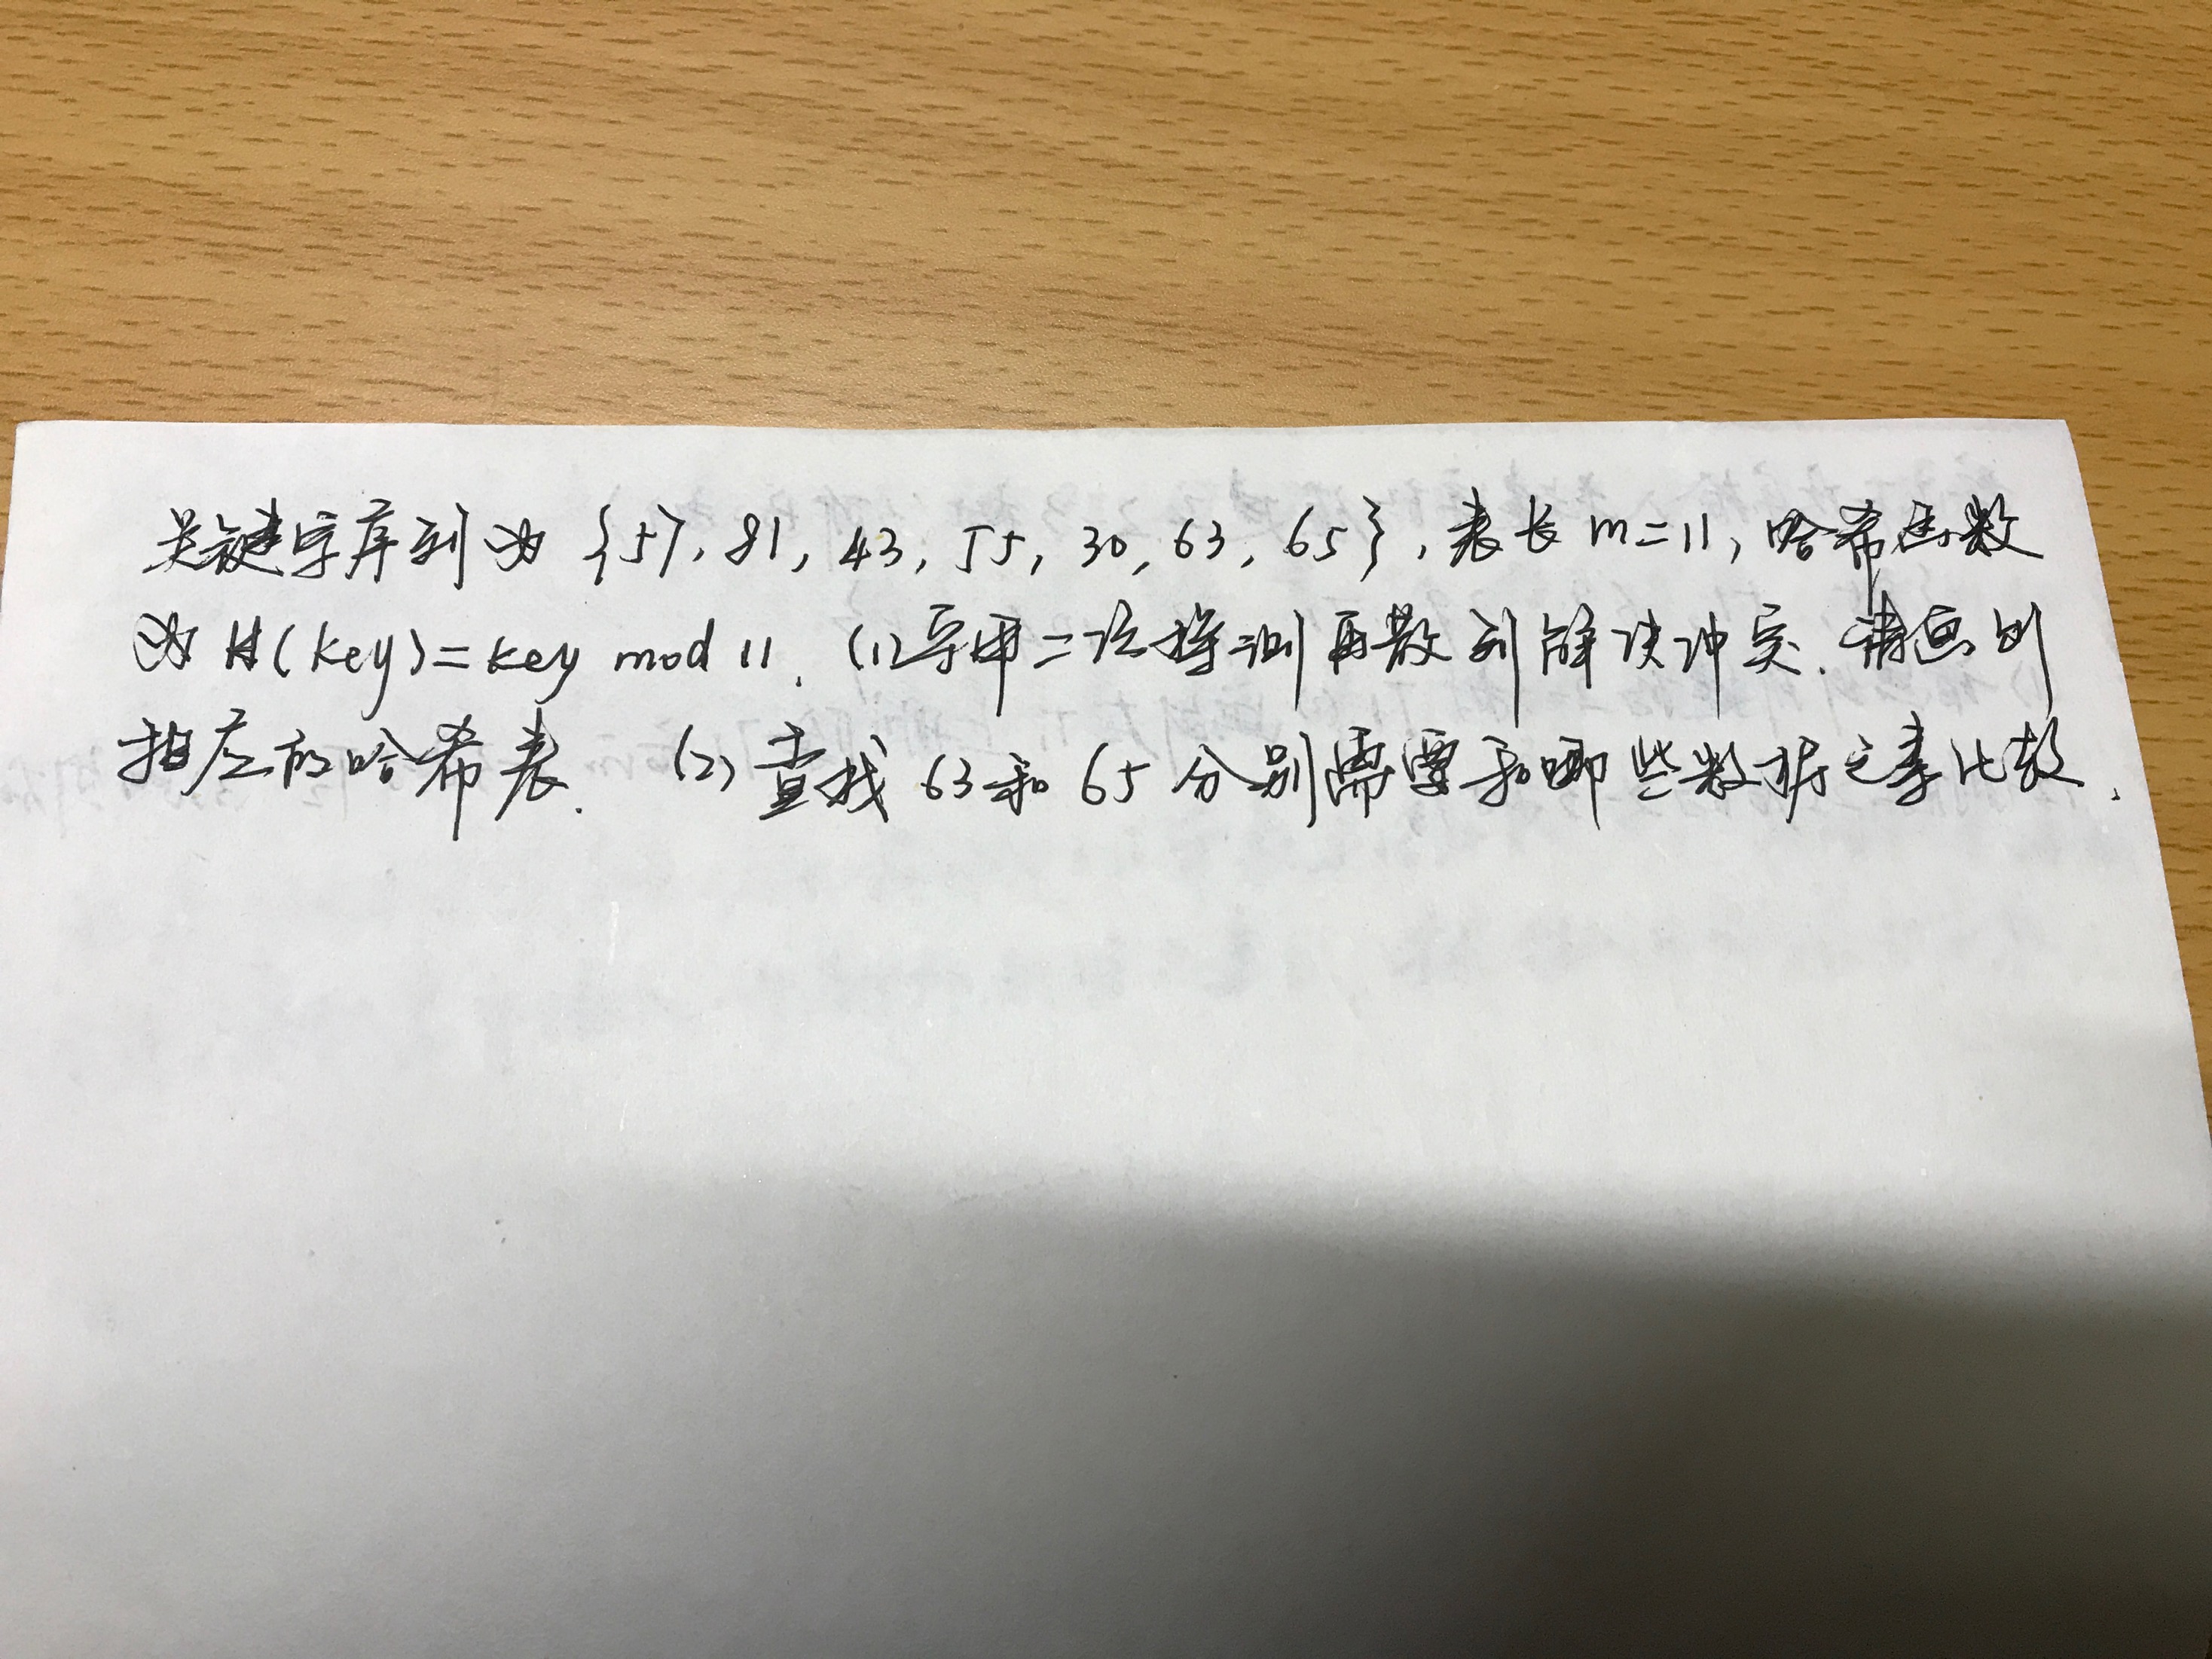 关键字序列为{57,81,43,55,30,63,65},表长m=11,哈希函数
为H(key)=key mod 11. (1)采用二次探测再散列解决冲突.请画出
相应的哈希表. (2)查找63和65分别需要和哪些数据元素比较.